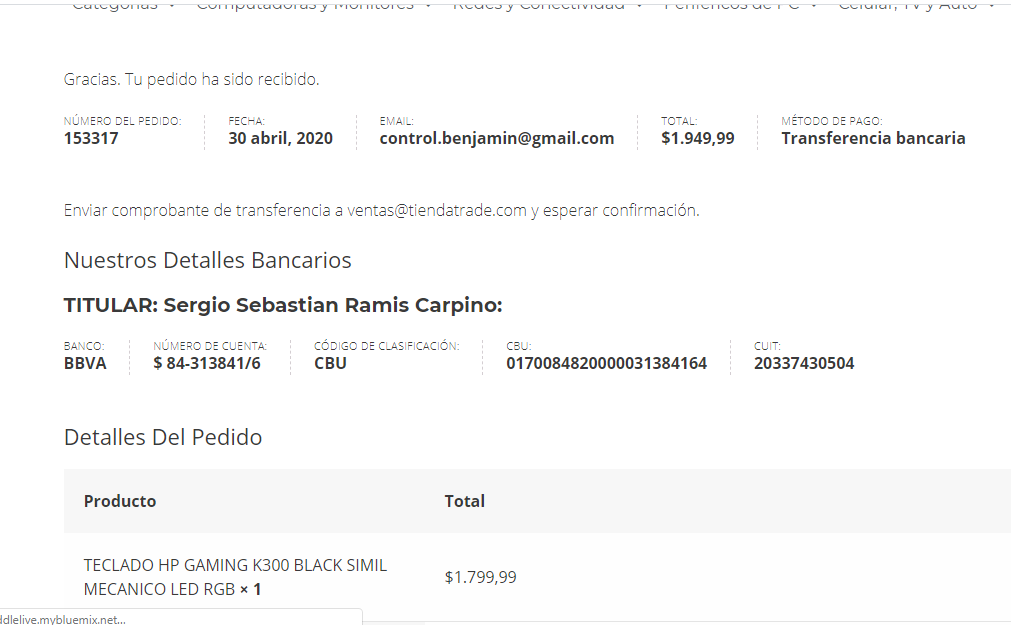 Categorías Computadoras y Monitores Redes y Conectividad Periféricos de PC Celular, TV y Auto
Gracias. Tu pedido ha sido recibido.
NÚMERO DEL PEDIDO: FECHA: EMAIL: TOTAL: MÉTODO DE PAGO:
153317 30 abril, 2020 control.benjamin@gmail.com $1.949,99 Transferencia bancaria
Enviar comprobante de transferencia a ventas@tiendatrade.com y esperar confirmación.
Nuestros Detalles Bancarios
TITULAR: Sergio Sebastian Ramis Carpino:
BANCO: NÚMERO DE CUENTA: CÓDIGO DE CLASIFICACIÓN: CBU: CUIT:
BBVA $ 84-313841/6 CBU 0170084820000031384164 20337430504
Detalles Del Pedido
Producto Total
TECLADO HP GAMING K300 BLACK SIMIL
MECANICO LED RGB × 1 $1.799,99
ddlelive.mybluemix.net...